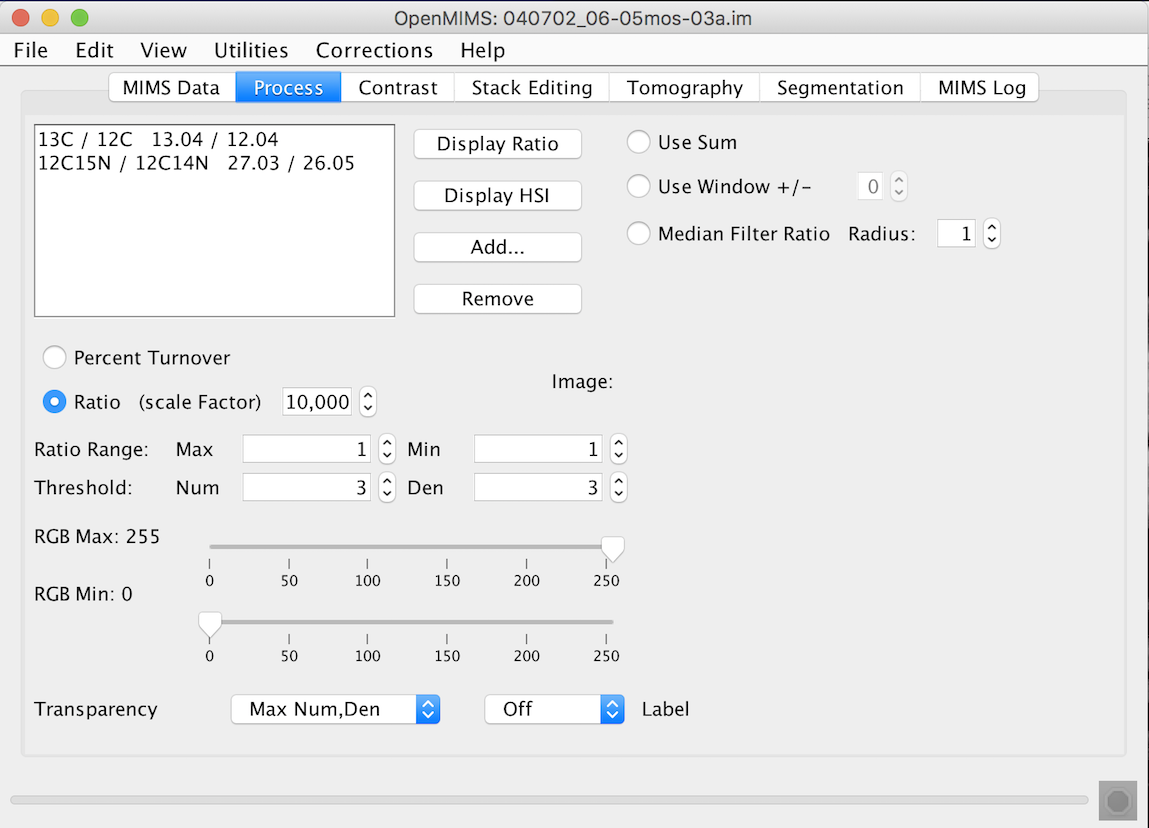 OpenMIMS: 040702_06-05mos-03a.im
File Edit View Utilities Corrections Help
MIMS Data Process Contrast Stack Editing Tomography Segmentation MIMS Log
13C / 12C 13.04 / 12.04
12C15N / 12C14N 27.03 / 26.05
Display Ratio
Display HSI
Add...
Remove
Use Sum
Use Window +/- 0
Median Filter Ratio Radius: 1
Percent Turnover
Ratio (scale Factor) 10,000
Image:
Ratio Range: Max 1 Min 1
Threshold: Num 3 Den 3
RGB Max: 255
0 50 100 150 200 250
RGB Min: 0
0 50 100 150 200 250
Transparency Max Num,Den Off Label